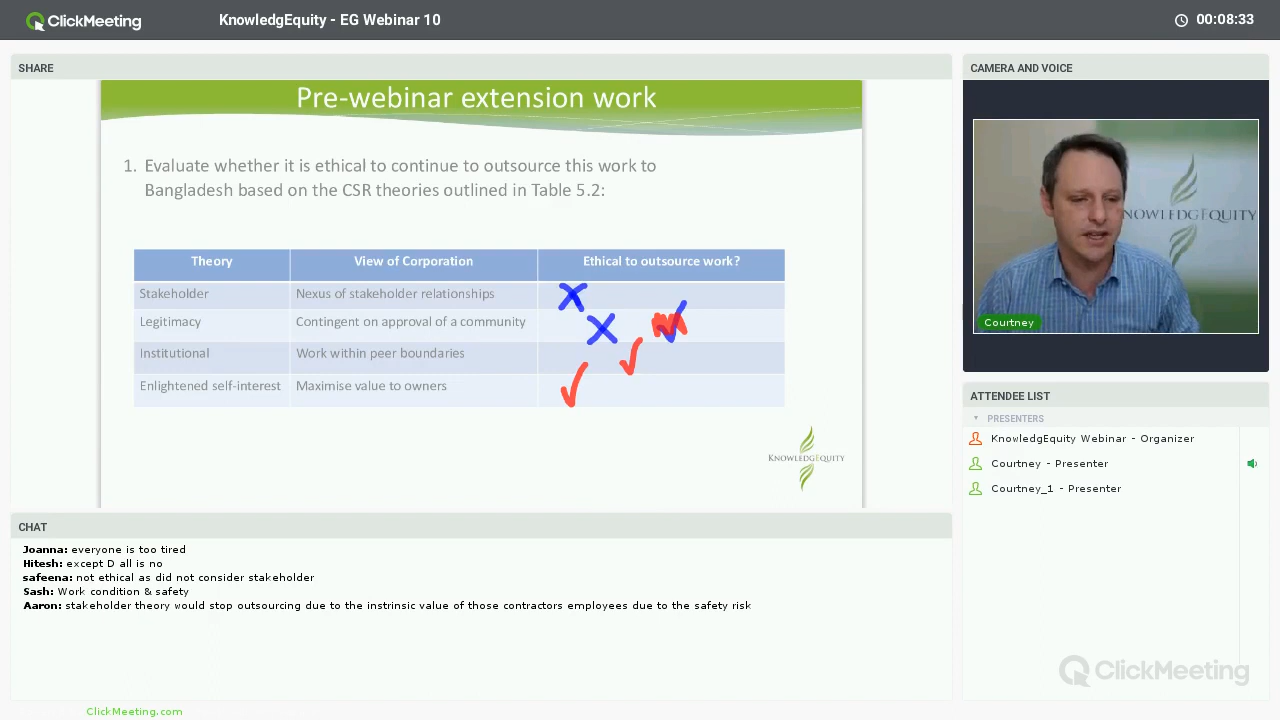 ClickMeeting
KnowledgEquity - EG Webinar 10
00:08:33
SHARE
Pre-webinar extension work
1. Evaluate whether it is ethical to continue to outsource this work to
Bangladesh based on the CSR theories outlined in Table 5.2:
Theory View of Corporation Ethical to outsource work?
Stakeholder Nexus of stakeholder relationships
Legitimacy Contingent on approval of a community
Institutional Work within peer boundaries
Enlightened self-interest Maximise value to owners
KNOWLEDGEQUITY
CAMERA AND VOICE
KNOWLEDGEQUITY
Courtney
ATTENDEE LIST
PRESENTERS
KnowledgEquity Webinar - Organizer
Courtney - Presenter
Courtney_1 - Presenter
CHAT
Joanna: everyone is too tired
Hitesh: except D all is no
safeena: not ethical as did not consider stakeholder
Sash: Work condition & safety
Aaron: stakeholder theory would stop outsourcing due to the instrinsic value of those contractors employees due to the safety risk
ClickMeeting
ClickMeeting.com